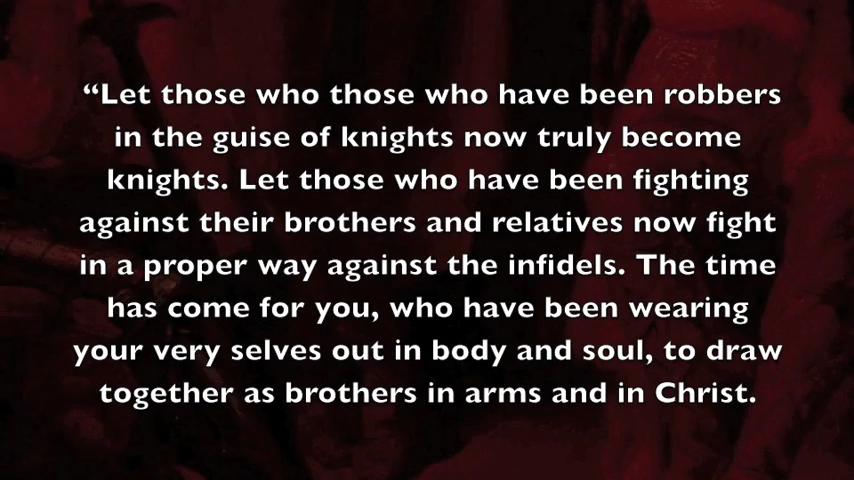 “Let those who those who have been robbers
in the guise of knights now truly become
knights. Let those who have been fighting
against their brothers and relatives now fight
in a proper way against the infidels. The time
has come for you, who have been wearing
your very selves out in body and soul, to draw
together as brothers in arms and in Christ.